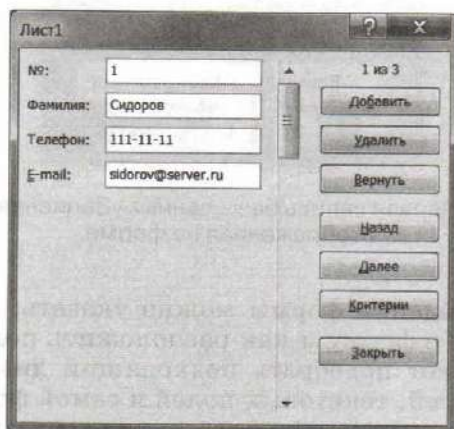 Лист1
№:
1
1 из 3
Фамилия:
Сидоров
Добавить
Телефон:
111-11-11
Удалить
E-mail:
sidorov@server.ru
Вернуть
Назад
Далее
Критерии
Закрыть